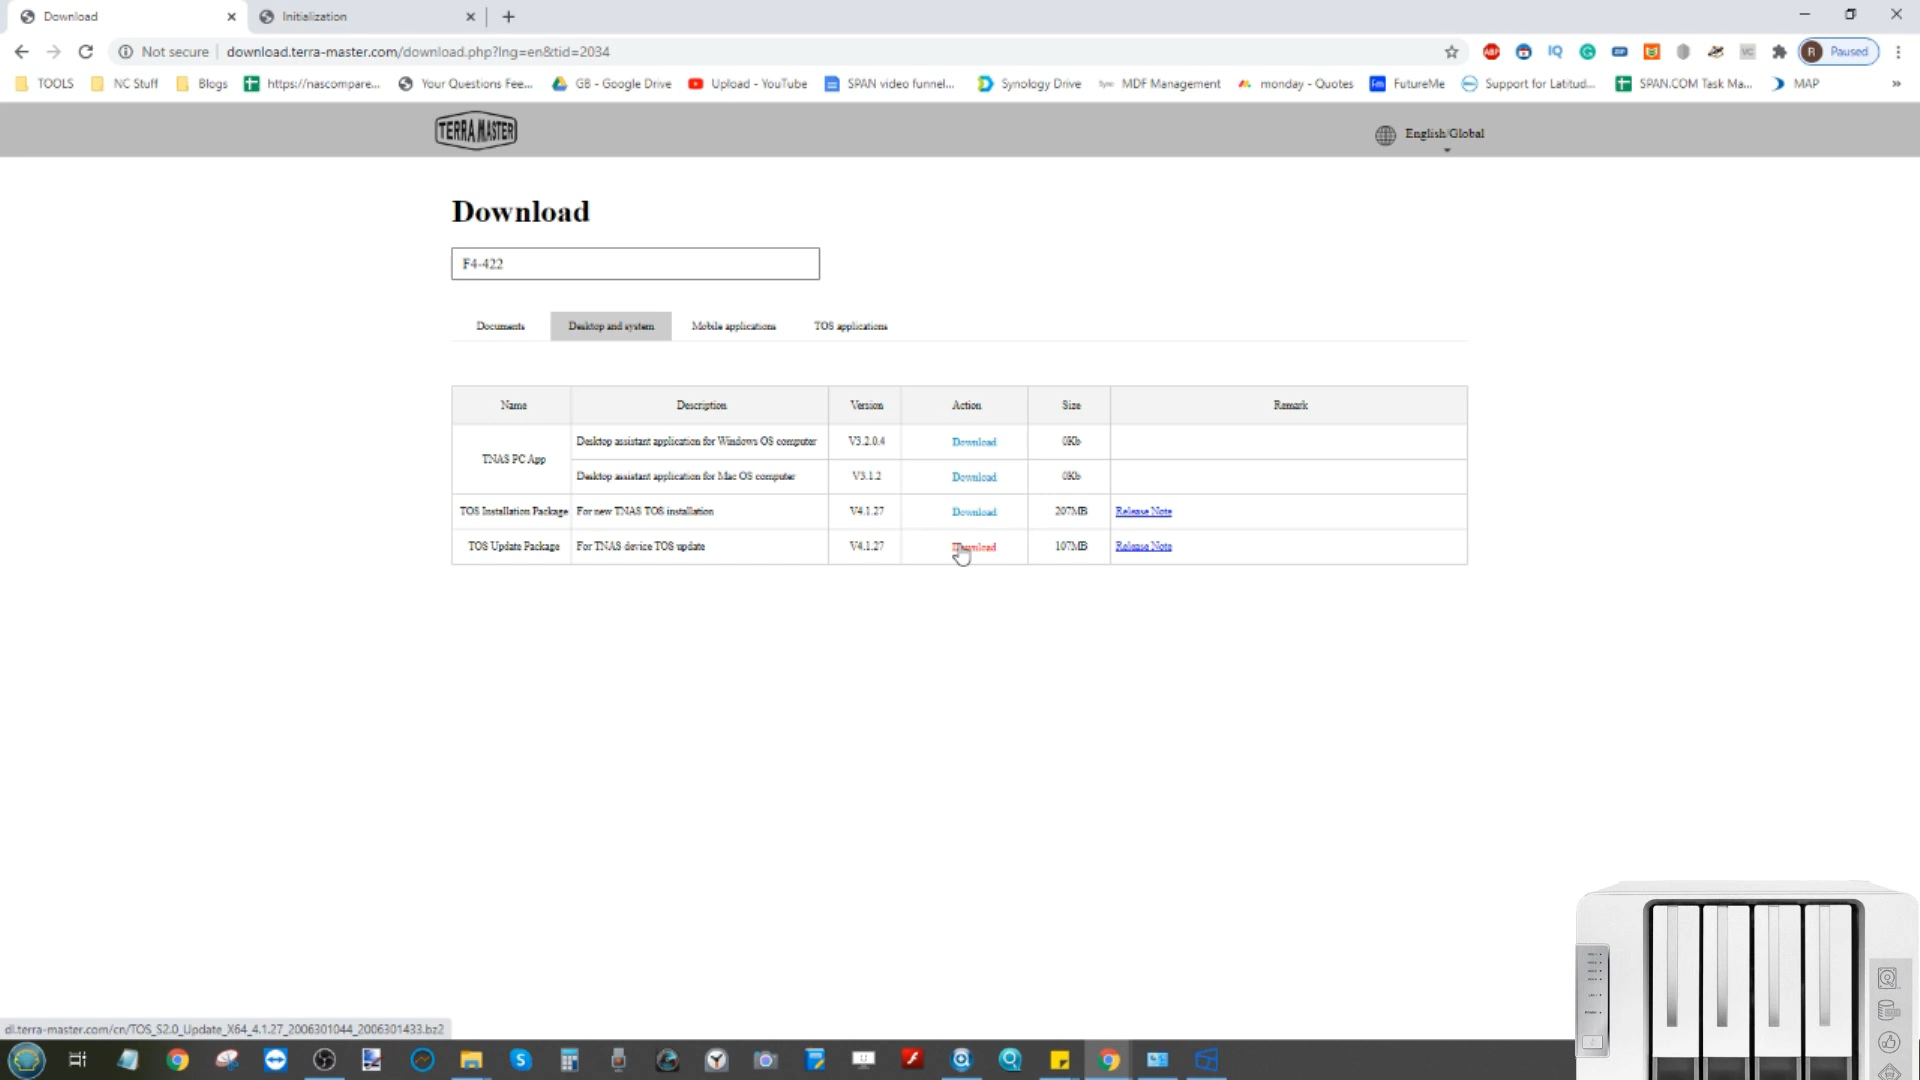 Download
Initialization
Not secure
download.terra-master.com/download.php?lng=en&tid=2034
ABP
IQ
ZIP
VC
R
Paused
TOOLS
NC Stuff
Blogs
https://nascompare...
Your Questions Fee...
GB - Google Drive
Upload - YouTube
SPAN video funnel...
Synology Drive
MDF Management
monday - Quotes
FutureMe
Support for Latitud...
SPAN.COM Task Ma...
MAP
»
TERRA MASTER
English/Global
Download
F4-422
Documents
Desktop and system
Mobile applications
TOS applications
Name
Description
Version
Action
Size
Remark
TNAS PC App
Desktop assistant application for Windows OS computer
V3.2.0.4
Download
0Kb
Desktop assistant application for Mac OS computer
V3.1.2
Download
0Kb
TOS Installation Package
For new TNAS TOS installation
V4.1.27
Download
207MB
Release Note
TOS Update Package
For TNAS device TOS update
V4.1.27
Download
107MB
Release Note
dl.terra-master.com/cn/TOS_S2.0_Update_X64_4.1.27_2006301044_2006301433.bz2